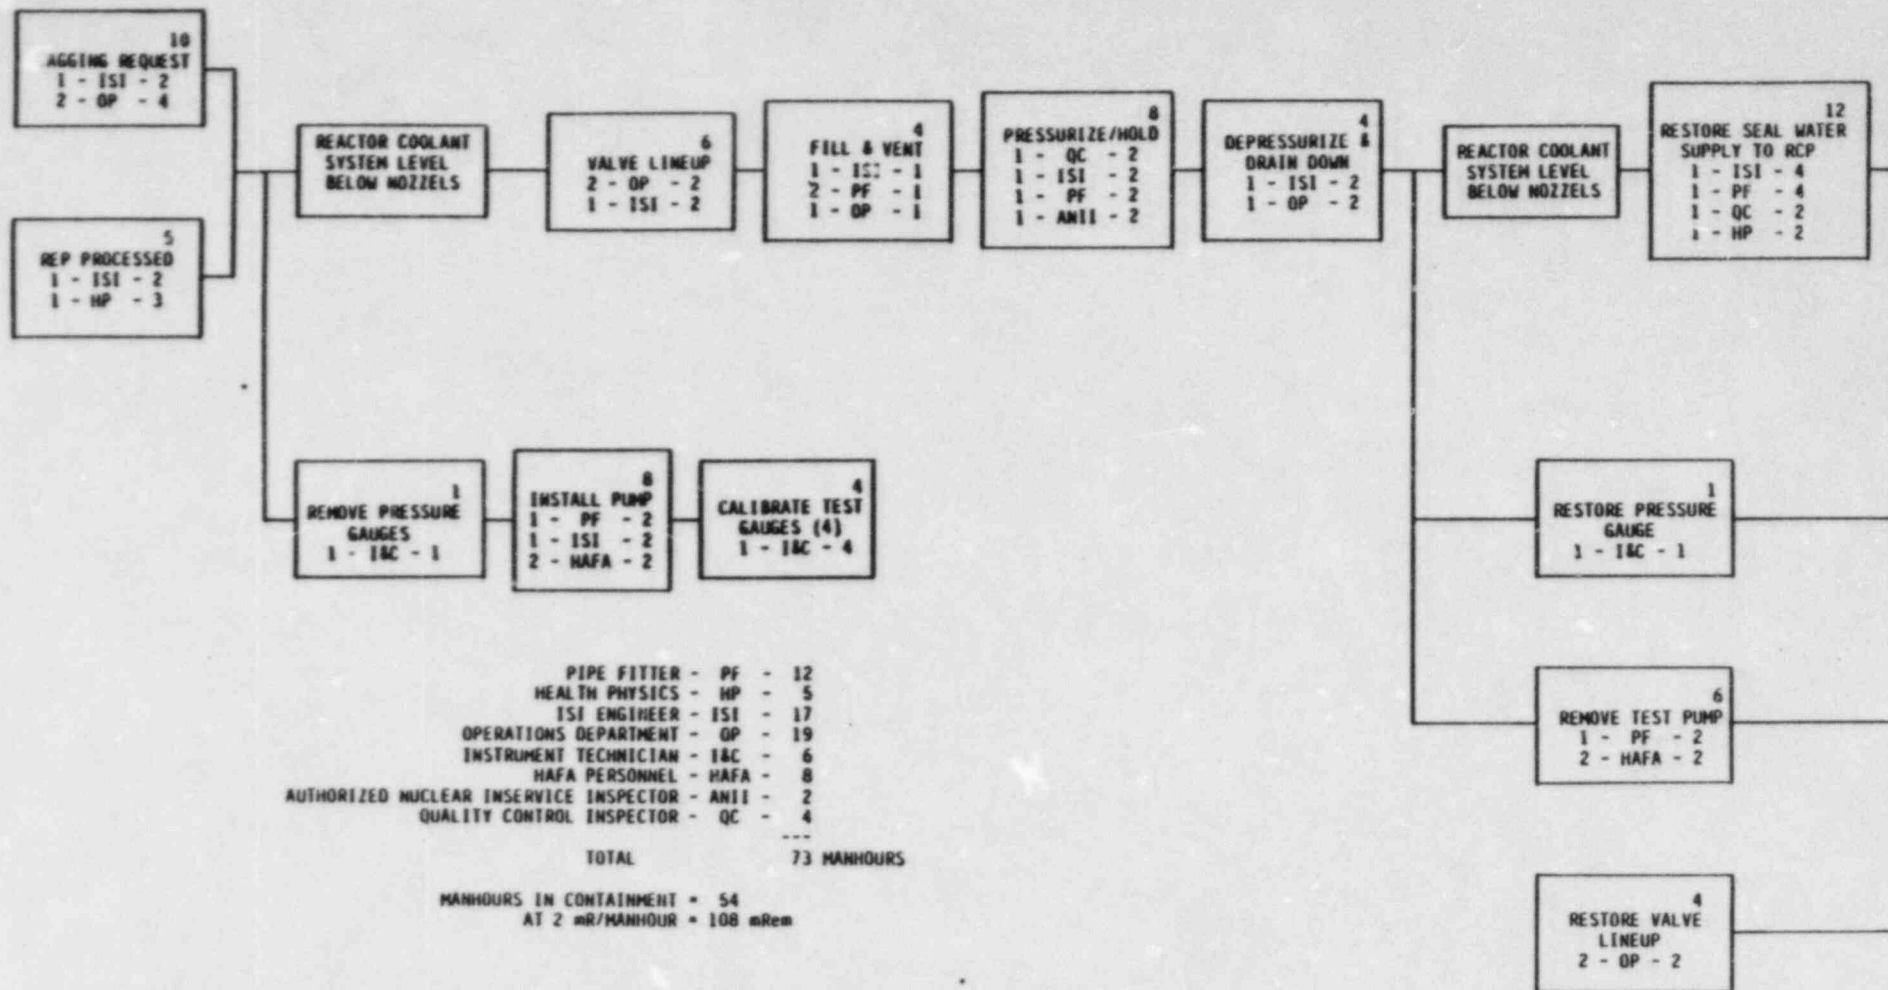 10
AGGING REQUEST
1 - ISI - 2
2 - OP - 4
5
REP PROCESSED
1 - ISI - 2
1 - HP - 3
REACTOR COOLANT
SYSTEM LEVEL
BELOW NOZZELS
6
VALVE LINEUP
2 - OP - 2
1 - ISI - 2
4
FILL & VENT
1 - ISI - 1
2 - PF - 1
1 - OP - 1
8
PRESSURIZE/HOLD
1 - QC - 2
1 - ISI - 2
1 - PF - 2
1 - ANII - 2
4
DEPRESSURIZE &
DRAIN DOWN
1 - ISI - 2
1 - OP - 2
REACTOR COOLANT
SYSTEM LEVEL
BELOW NOZZELS
12
RESTORE SEAL WATER
SUPPLY TO RCP
1 - ISI - 4
1 - PF - 4
1 - QC - 2
1 - HP - 2
1
REMOVE PRESSURE
GAUGES
1 - I&C - 1
8
INSTALL PUMP
1 - PF - 2
1 - ISI - 2
2 - HAFA - 2
4
CALIBRATE TEST
GAUGES (4)
1 - I&C - 4
1
RESTORE PRESSURE
GAUGE
1 - I&C - 1
6
REMOVE TEST PUMP
1 - PF - 2
2 - HAFA - 2
4
RESTORE VALVE
LINEUP
2 - OP - 2
PIPE FITTER - PF - 12
HEALTH PHYSICS - HP - 5
ISI ENGINEER - ISI - 17
OPERATIONS DEPARTMENT - OP - 19
INSTRUMENT TECHNICIAN - I&C - 6
HAFA PERSONNEL - HAFA - 8
AUTHORIZED NUCLEAR INSERVICE INSPECTOR - ANII - 2
QUALITY CONTROL INSPECTOR - QC - 4
---
TOTAL 73 MANHOURS
MANHOURS IN CONTAINMENT = 54
AT 2 mR/MANHOUR = 108 mRem